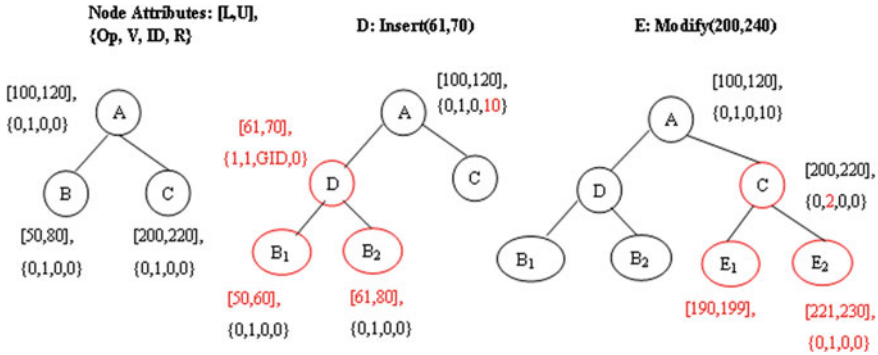 Node Attributes: [L,U],
{Op, V, ID, R}
[100,120],
{0,1,0,0}
A
B
C
[50,80],
{0,1,0,0}
[200,220],
{0,1,0,0}
D: Insert(61,70)
[100,120],
{0,1,0,10}
A
[61,70],
{1,1,GID,0}
D
C
B1
B2
[50,60],
{0,1,0,0}
[61,80],
{0,1,0,0}
E: Modify(200,240)
[100,120],
{0,1,0,10}
A
[200,220],
{0,2,0,0}
D
C
B1
B2
E1
E2
[190,199],
[221,230],
{0,1,0,0}